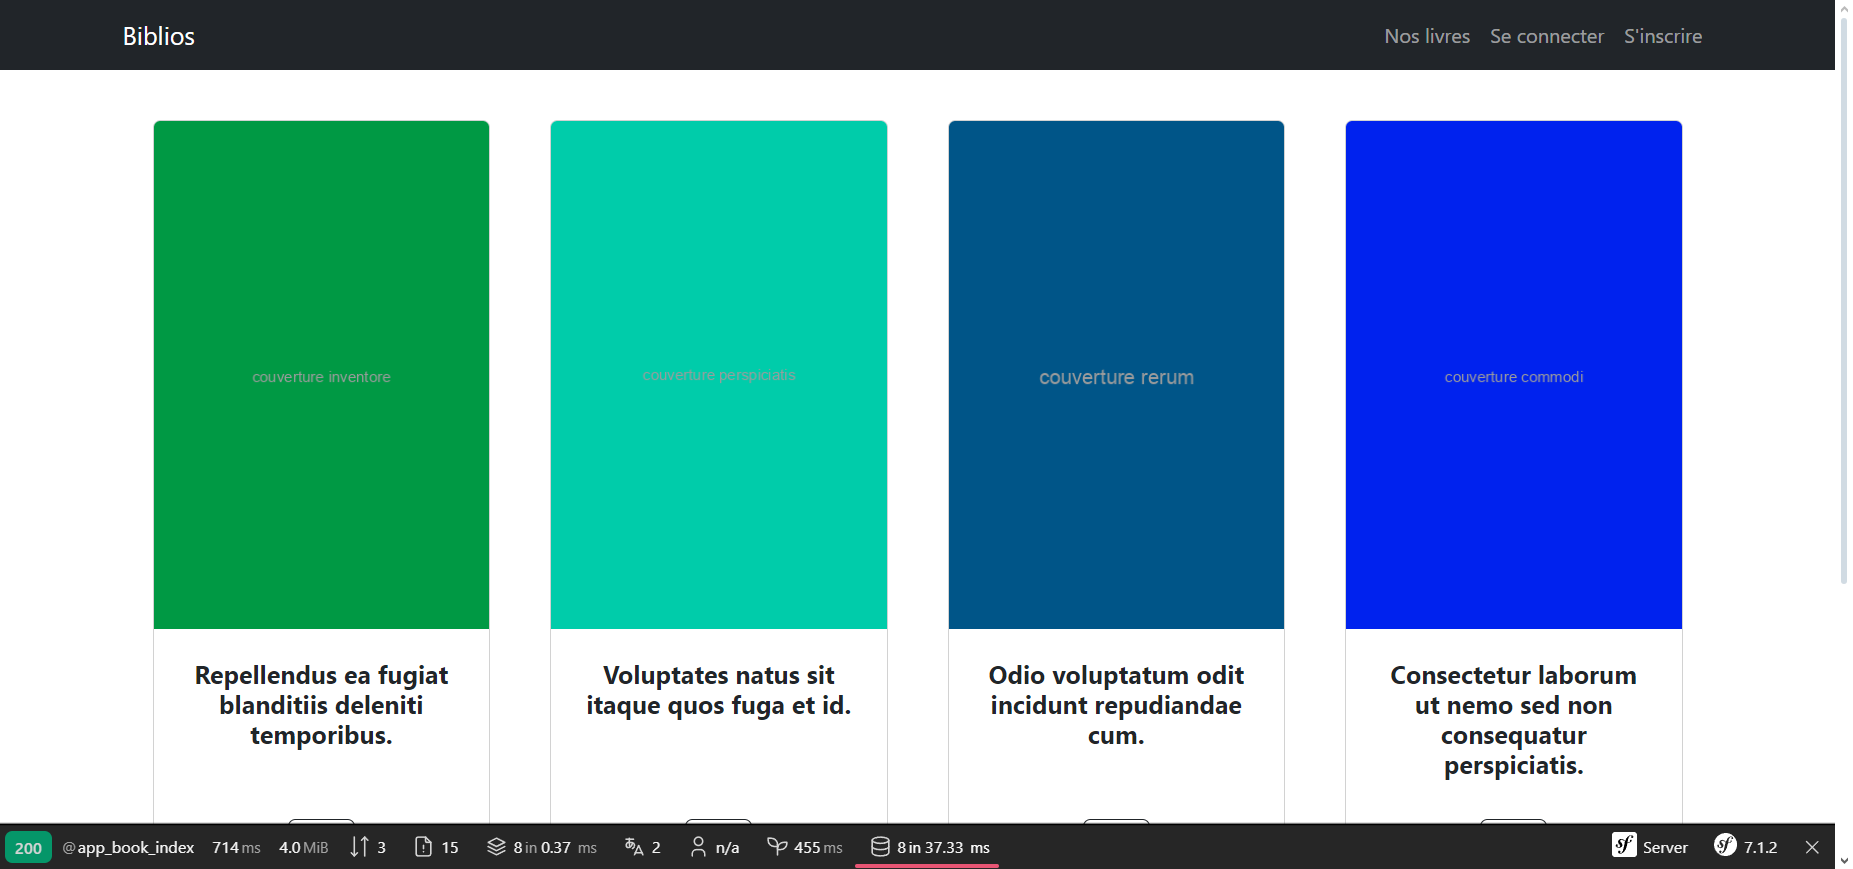 Biblios
Nos livres Se connecter S'inscrire
couverture inventore
couverture perspiciatis
couverture rerum
couverture commodi
Repellendus ea fugiat
blanditiis deleniti
temporibus.
Voluptates natus sit
itaque quos fuga et id.
Odio voluptatum odit
incidunt repudiandae
cum.
Consectetur laborum
ut nemo sed non
consequatur
perspiciatis.
200 @app_book_index 714 ms 4.0 MiB 3 15 8 in 0.37 ms 2 n/a 455 ms 8 in 37.33 ms sf Server sf 7.1.2